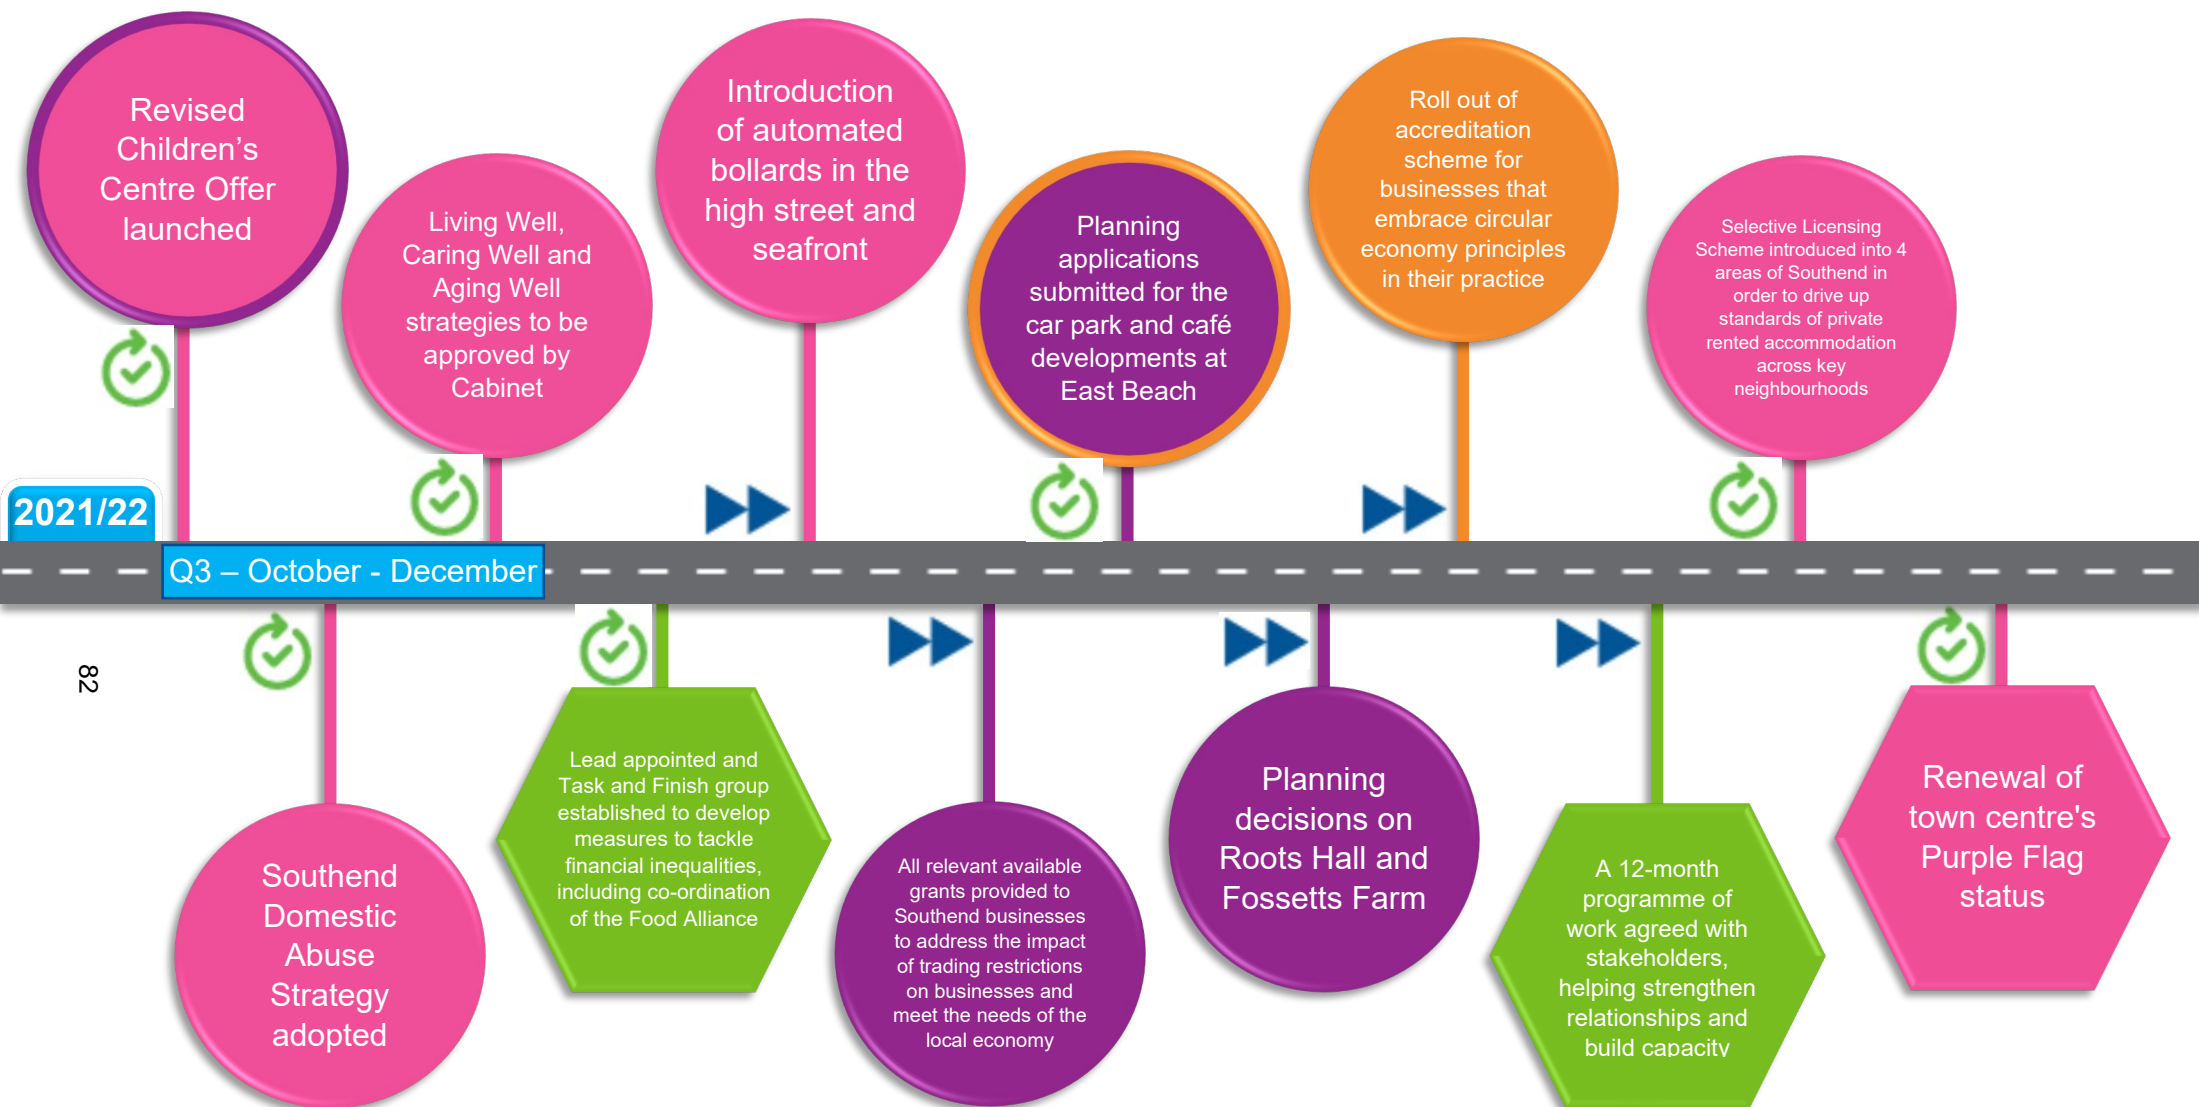 Revised
Children’s
Centre Offer
launched
Living Well,
Caring Well and
Aging Well
strategies to be
approved by
Cabinet
Introduction
of automated
bollards in the
high street and
seafront
Planning
applications
submitted for the
car park and café
developments at
East Beach
Roll out of
accreditation
scheme for
businesses that
embrace circular
economy principles
in their practice
Selective Licensing
Scheme introduced into 4
areas of Southend in
order to drive up
standards of private
rented accommodation
across key
neighbourhoods
2021/22
Q3 – October - December
82
Southend
Domestic
Abuse
Strategy
adopted
Lead appointed and
Task and Finish group
established to develop
measures to tackle
financial inequalities,
including co-ordination
of the Food Alliance
All relevant available
grants provided to
Southend businesses
to address the impact
of trading restrictions
on businesses and
meet the needs of the
local economy
Planning
decisions on
Roots Hall and
Fossetts Farm
A 12-month
programme of
work agreed with
stakeholders,
helping strengthen
relationships and
build capacity
Renewal of
town centre's
Purple Flag
status